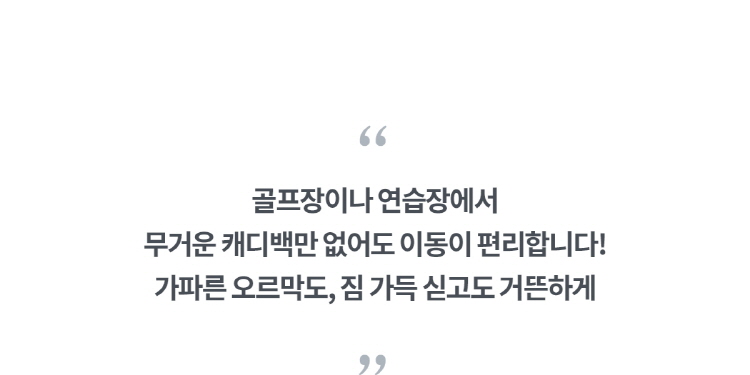 “
골프장이나 연습장에서
무거운 캐디백만 없어도 이동이 편리합니다!
가파른 오르막도, 짐 가득 싣고도 거뜬하게
”